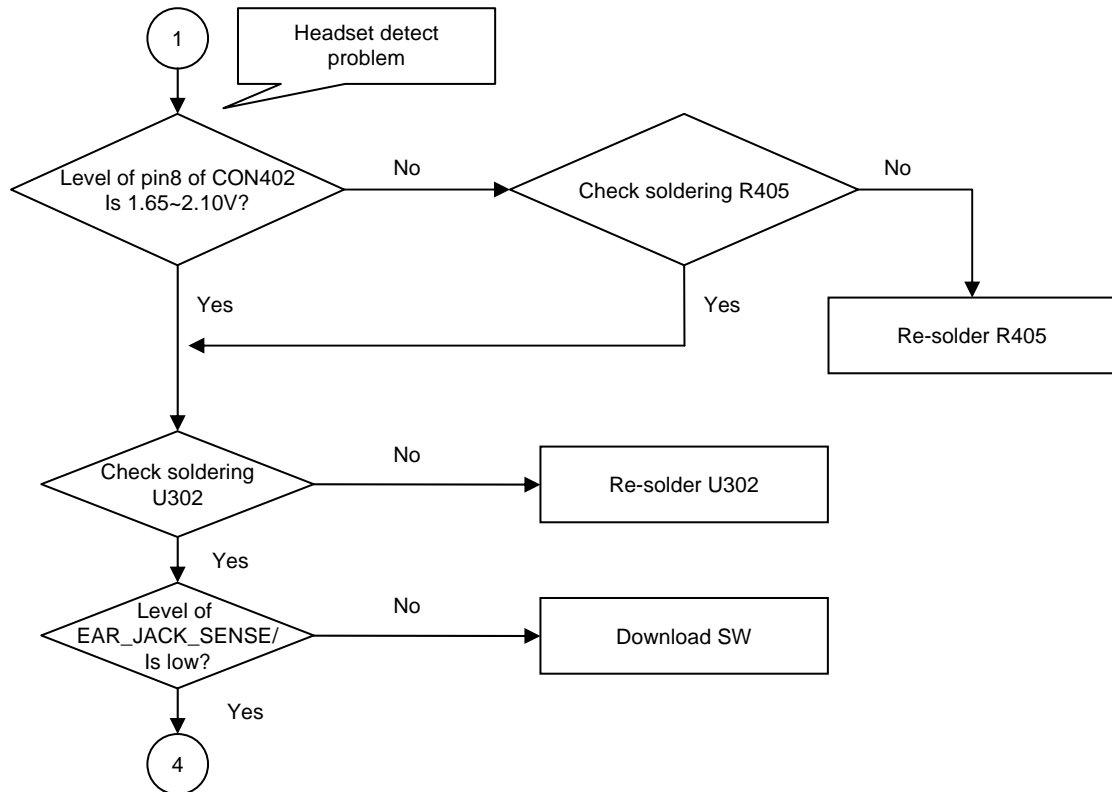 1
Headset detect
problem
Level of pin8 of CON402
Is 1.65~2.10V?
No
Check soldering R405
No
Yes
Yes
Re-solder R405
Check soldering
U302
No
Re-solder U302
Yes
Level of
EAR_JACK_SENSE/
Is low?
No
Download SW
Yes
4